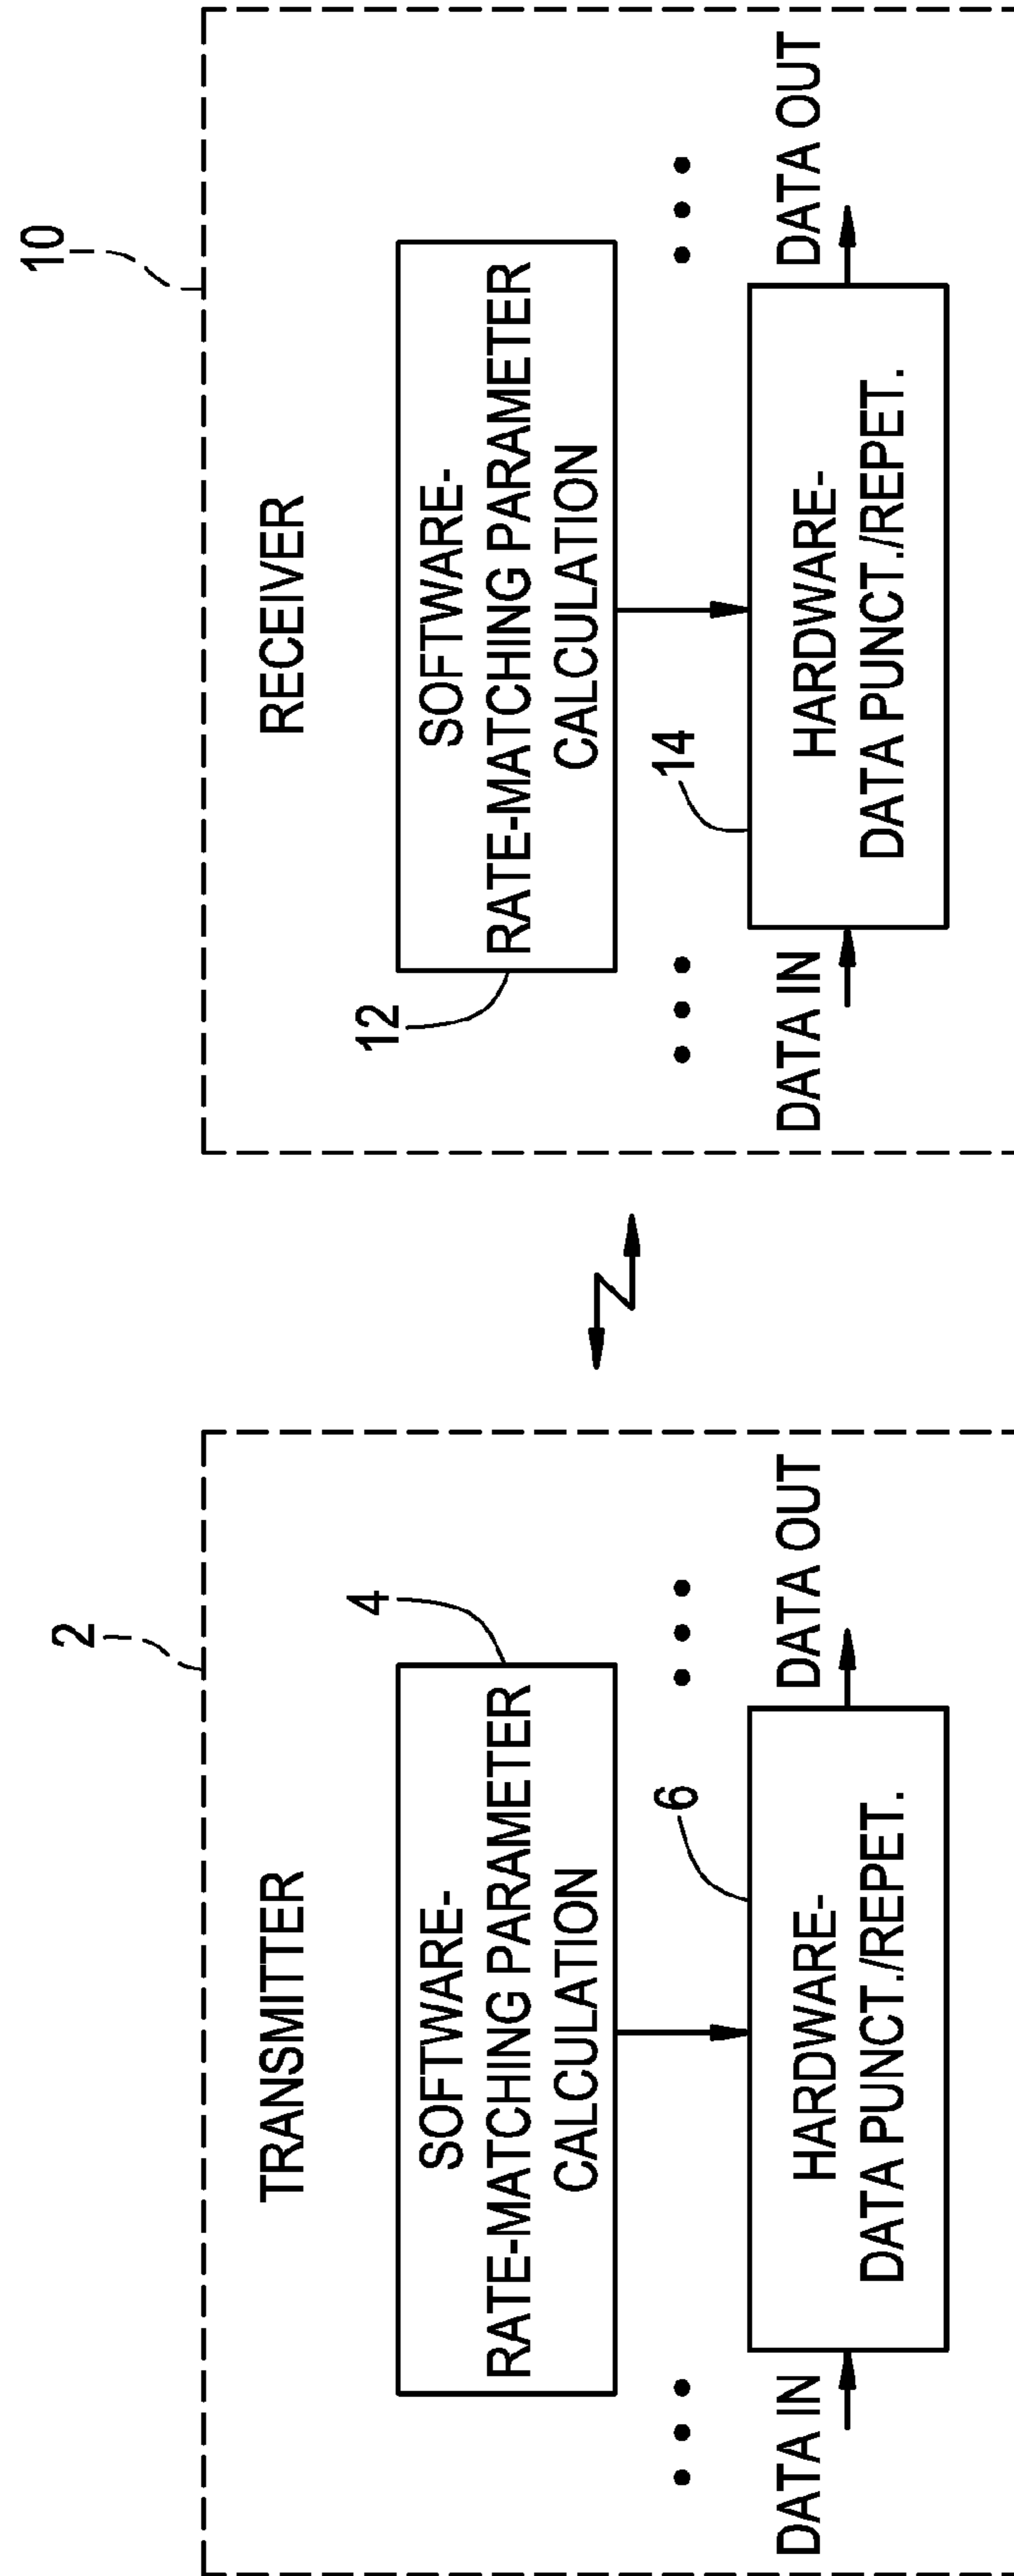 2
TRANSMITTER
4
SOFTWARE-
RATE-MATCHING PARAMETER
CALCULATION
6
DATA IN
HARDWARE-
DATA PUNCT./REPET.
DATA OUT
10
RECEIVER
12
SOFTWARE-
RATE-MATCHING PARAMETER
CALCULATION
14
DATA IN
HARDWARE-
DATA PUNCT./REPET.
DATA OUT